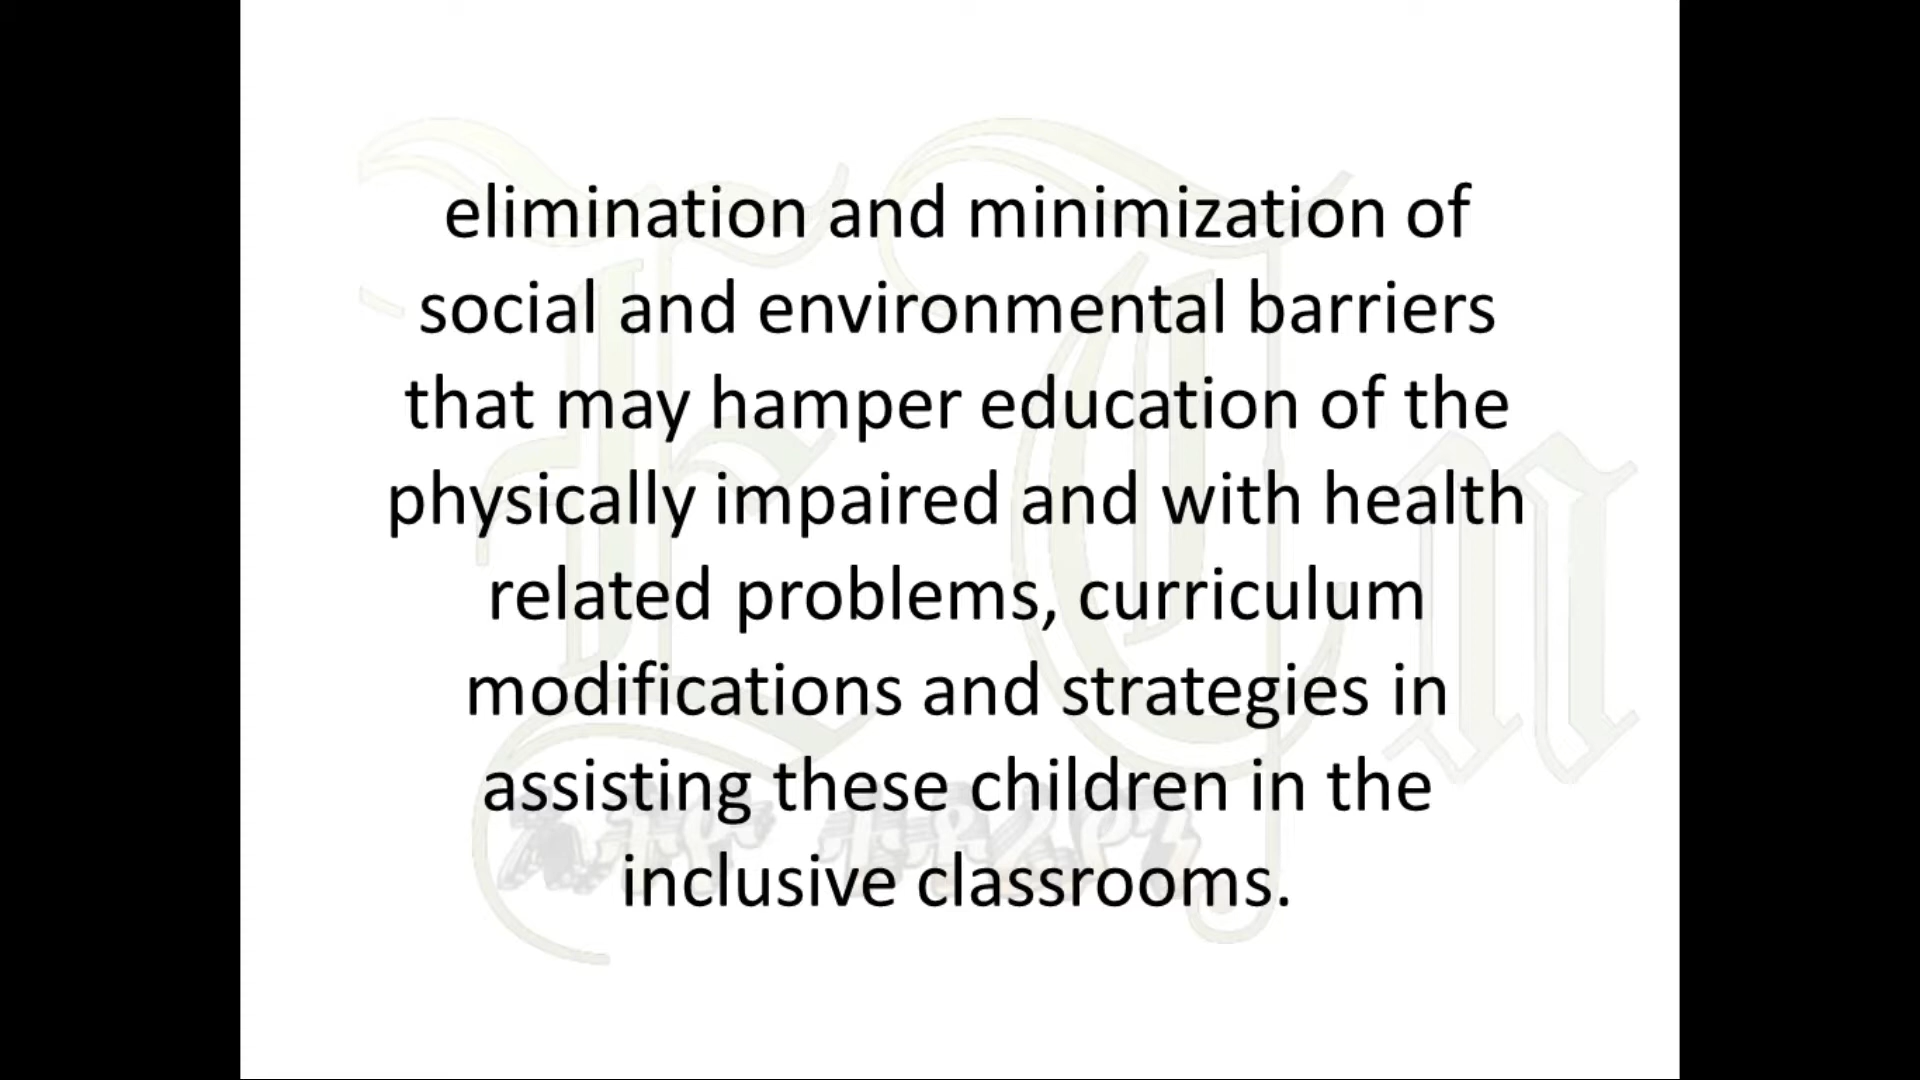 elimination and minimization of
social and environmental barriers
that may hamper education of the
physically impaired and with health
related problems, curriculum
modifications and strategies in
assisting these children in the
inclusive classrooms.